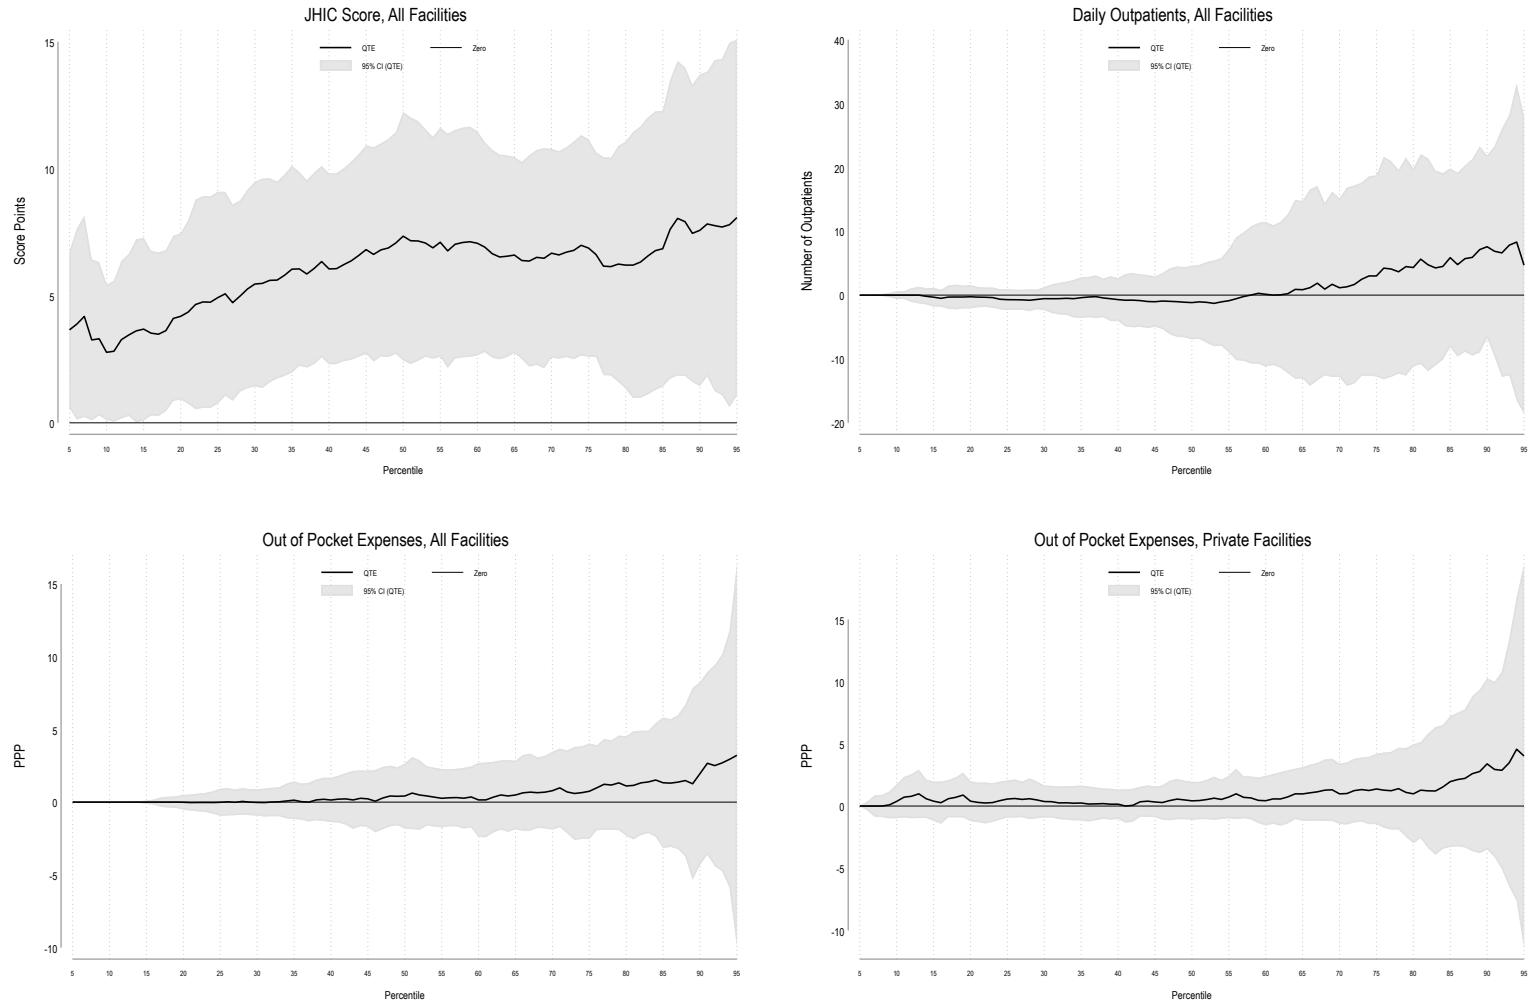 JHIC Score, All Facilities
QTE
Zero
95% CI (QTE)
Score Points
15
10
5
0
5 10 15 20 25 30 35 40 45 50 55 60 65 70 75 80 85 90 95
Percentile
Daily Outpatients, All Facilities
QTE
Zero
95% CI (QTE)
Number of Outpatients
40
30
20
10
0
-10
-20
5 10 15 20 25 30 35 40 45 50 55 60 65 70 75 80 85 90 95
Percentile
Out of Pocket Expenses, All Facilities
QTE
Zero
95% CI (QTE)
PPP
15
10
5
0
-5
-10
5 10 15 20 25 30 35 40 45 50 55 60 65 70 75 80 85 90 95
Percentile
Out of Pocket Expenses, Private Facilities
QTE
Zero
95% CI (QTE)
PPP
15
10
5
0
-5
-10
5 10 15 20 25 30 35 40 45 50 55 60 65 70 75 80 85 90 95
Percentile